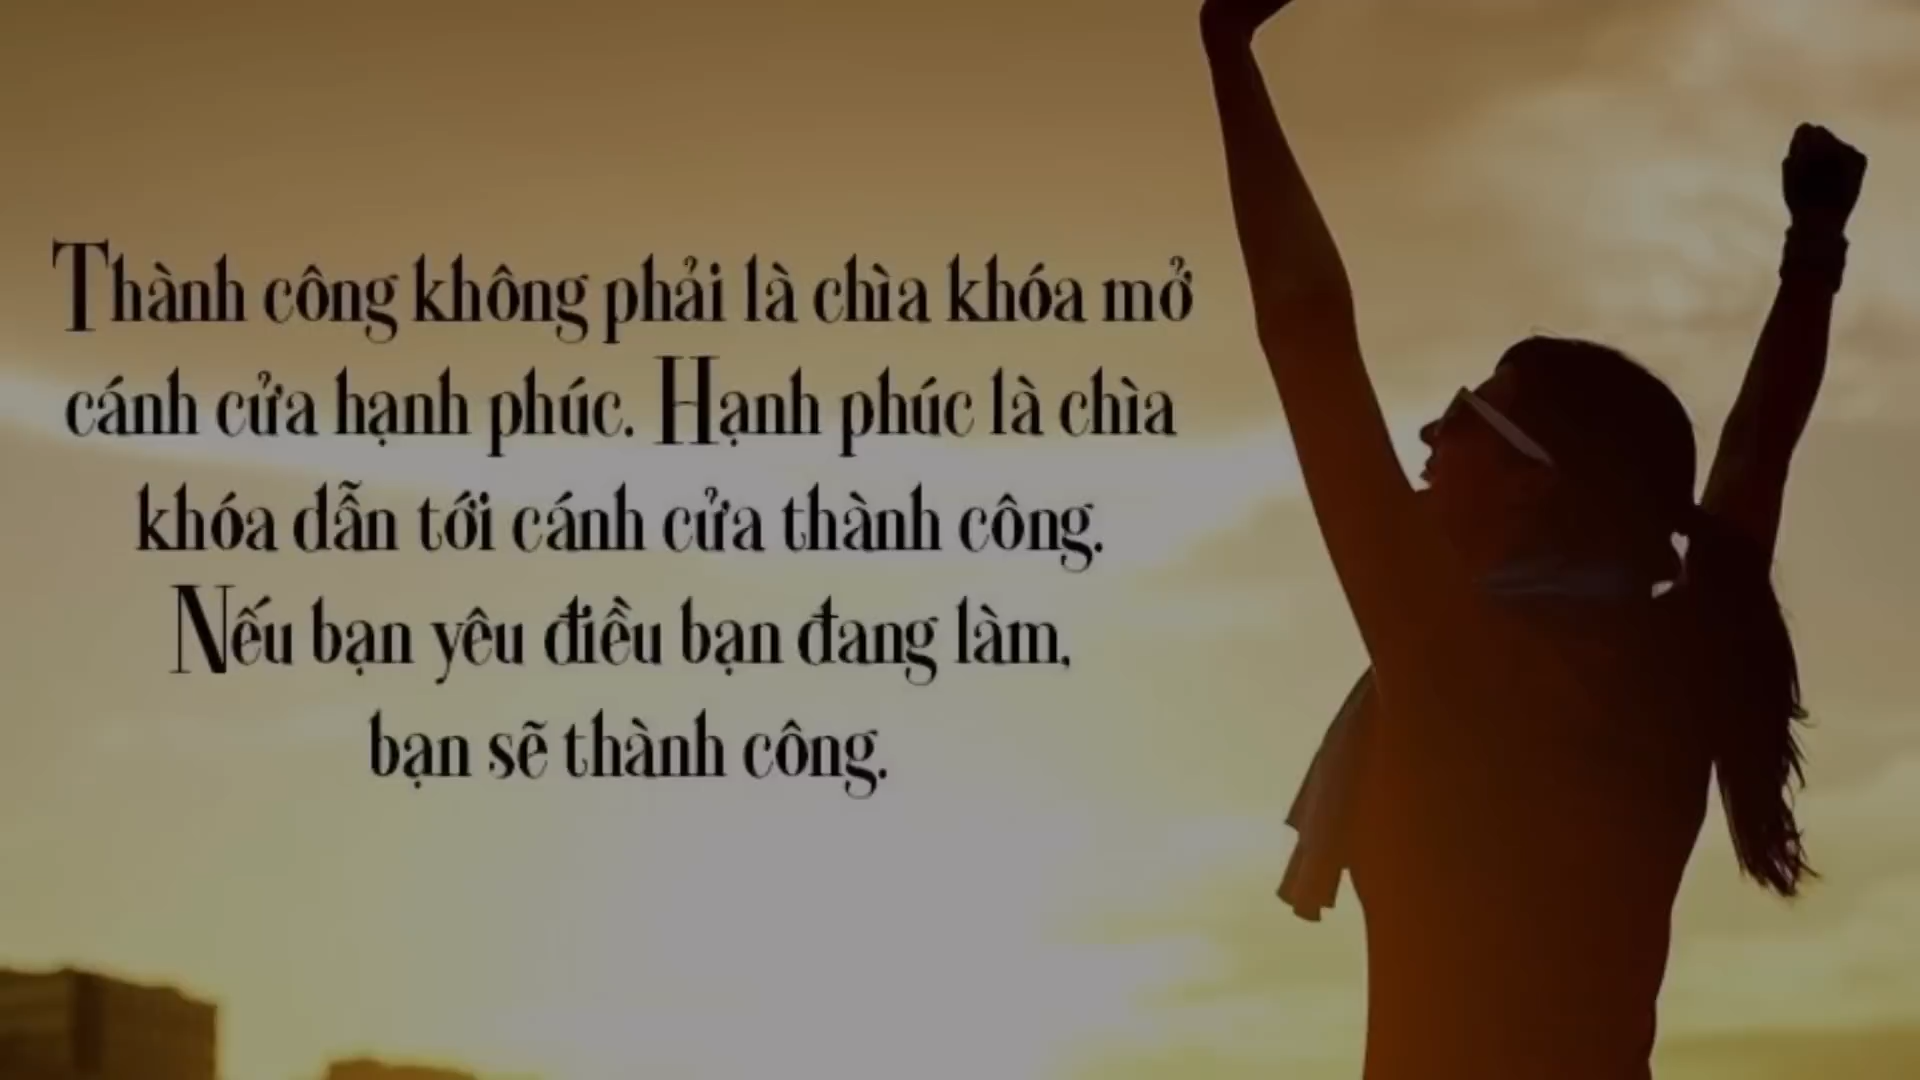 Thành công không phải là chìa khóa mở
cánh cửa hạnh phúc. Hạnh phúc là chìa
khóa dẫn tới cánh cửa thành công.
Nếu bạn yêu điều bạn đang làm,
bạn sẽ thành công.